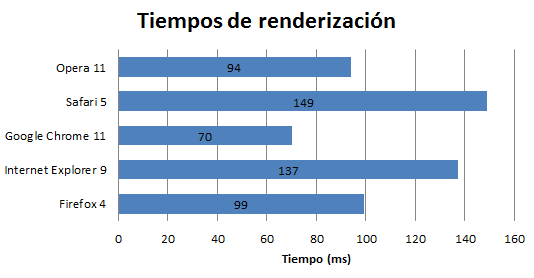 Tiempos de renderización
Opera 11
94
Safari 5
149
Google Chrome 11
70
Internet Explorer 9
137
Firefox 4
99
0 20 40 60 80 100 120 140 160
Tiempo (ms)